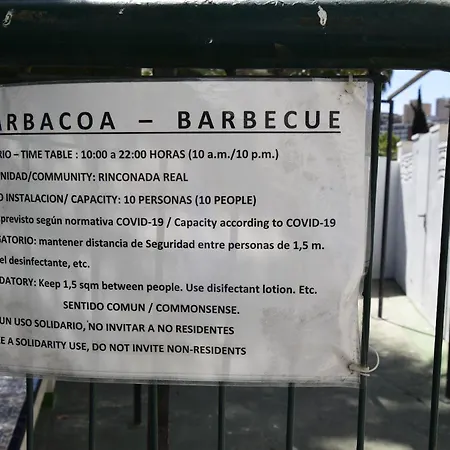 ARBACOA – BARBECUE
RIO – TIME TABLE : 10:00 a 22:00 HORAS (10 a.m./10 p.m.)
NIDAD/COMMUNITY: RINCONADA REAL
O INSTALACION/ CAPACITY: 10 PERSONAS (10 PEOPLE)
previsto según normativa COVID-19 / Capacity according to COVID-19
GATORIO: mantener distancia de Seguridad entre personas de 1,5 m.
el desinfectante, etc.
DATORY: Keep 1,5 sqm between people. Use disifectant lotion. Etc.
SENTIDO COMUN / COMMONSENSE.
UN USO SOLIDARIO, NO INVITAR A NO RESIDENTES
E A SOLIDARITY USE, DO NOT INVITE NON-RESIDENTS